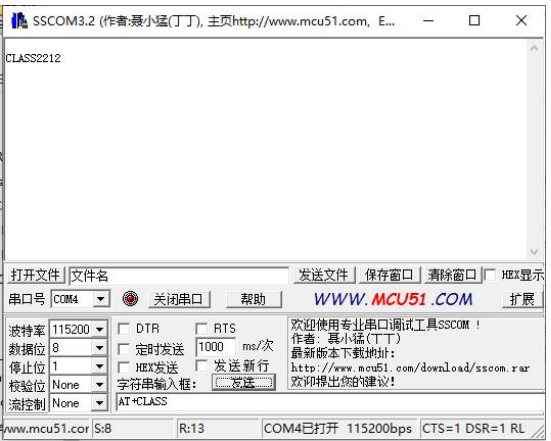 SSCOM3.2 (作者:聂小猛(丁丁), 主页http://www.mcu51.com, E...
CLASS2212
打开文件 文件名 发送文件 保存窗口 清除窗口 HEX显示
串口号 COM4 关闭串口 帮助 WWW.MCU51.COM 扩展
波特率 115200 DTR RTS
数据位 8 定时发送 1000 ms/次
停止位 1 HEX发送 发送新行
校验位 None 字符串输入框: 发送
流控制 None AT+CLASS
欢迎使用专业串口调试工具SSCOM !
作者: 聂小猛(丁丁)
最新版本下载地址:
http://www.mcu51.com/download/sscom.rar
欢迎提出您的建议!
www.mcu51.cor S:8 R:13 COM4已打开 115200bps CTS=1 DSR=1 RL